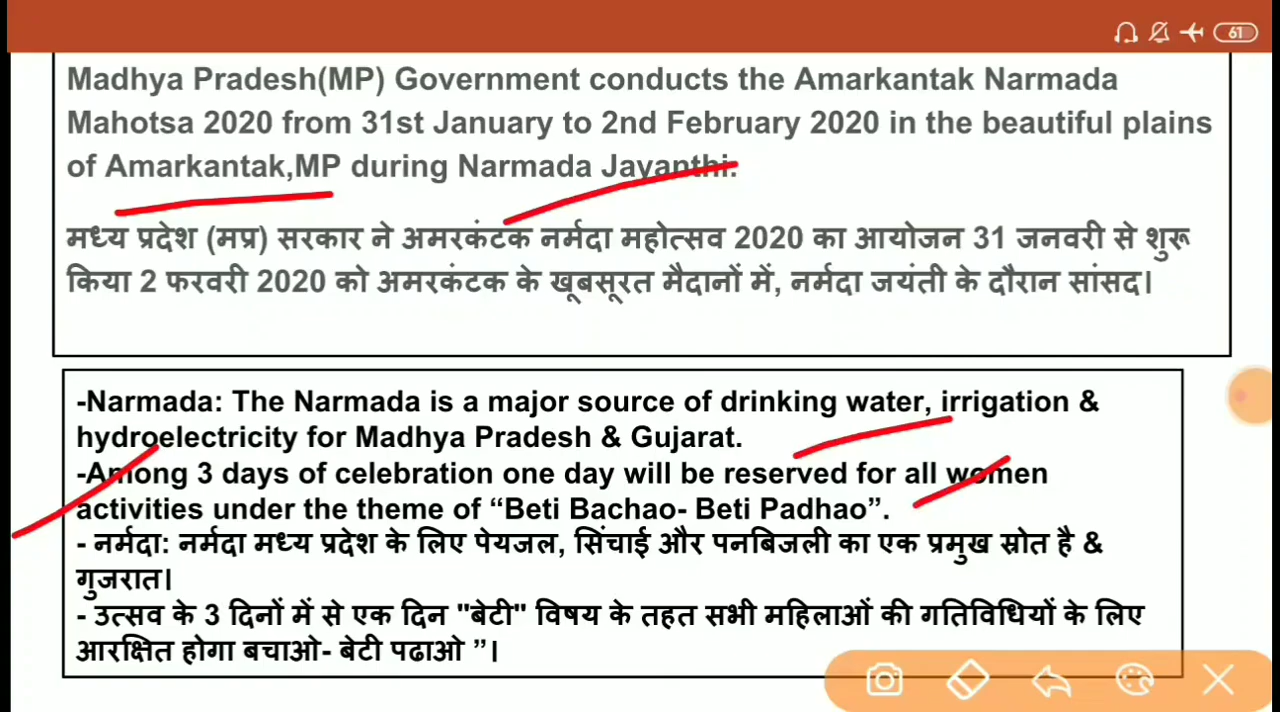 61
Madhya Pradesh(MP) Government conducts the Amarkantak Narmada
Mahotsa 2020 from 31st January to 2nd February 2020 in the beautiful plains
of Amarkantak,MP during Narmada Jayanthi.
मध्य प्रदेश (मप्र) सरकार ने अमरकंटक नर्मदा महोत्सव 2020 का आयोजन 31 जनवरी से शुरू
किया 2 फरवरी 2020 को अमरकंटक के खूबसूरत मैदानों में, नर्मदा जयंती के दौरान सांसद।
-Narmada: The Narmada is a major source of drinking water, irrigation &
hydroelectricity for Madhya Pradesh & Gujarat.
-Among 3 days of celebration one day will be reserved for all women
activities under the theme of “Beti Bachao- Beti Padhao”.
- नर्मदा: नर्मदा मध्य प्रदेश के लिए पेयजल, सिंचाई और पनबिजली का एक प्रमुख स्रोत है &
गुजरात।
- उत्सव के 3 दिनों में से एक दिन "बेटी" विषय के तहत सभी महिलाओं की गतिविधियों के लिए
आरक्षित होगा बचाओ- बेटी पढाओ ”।